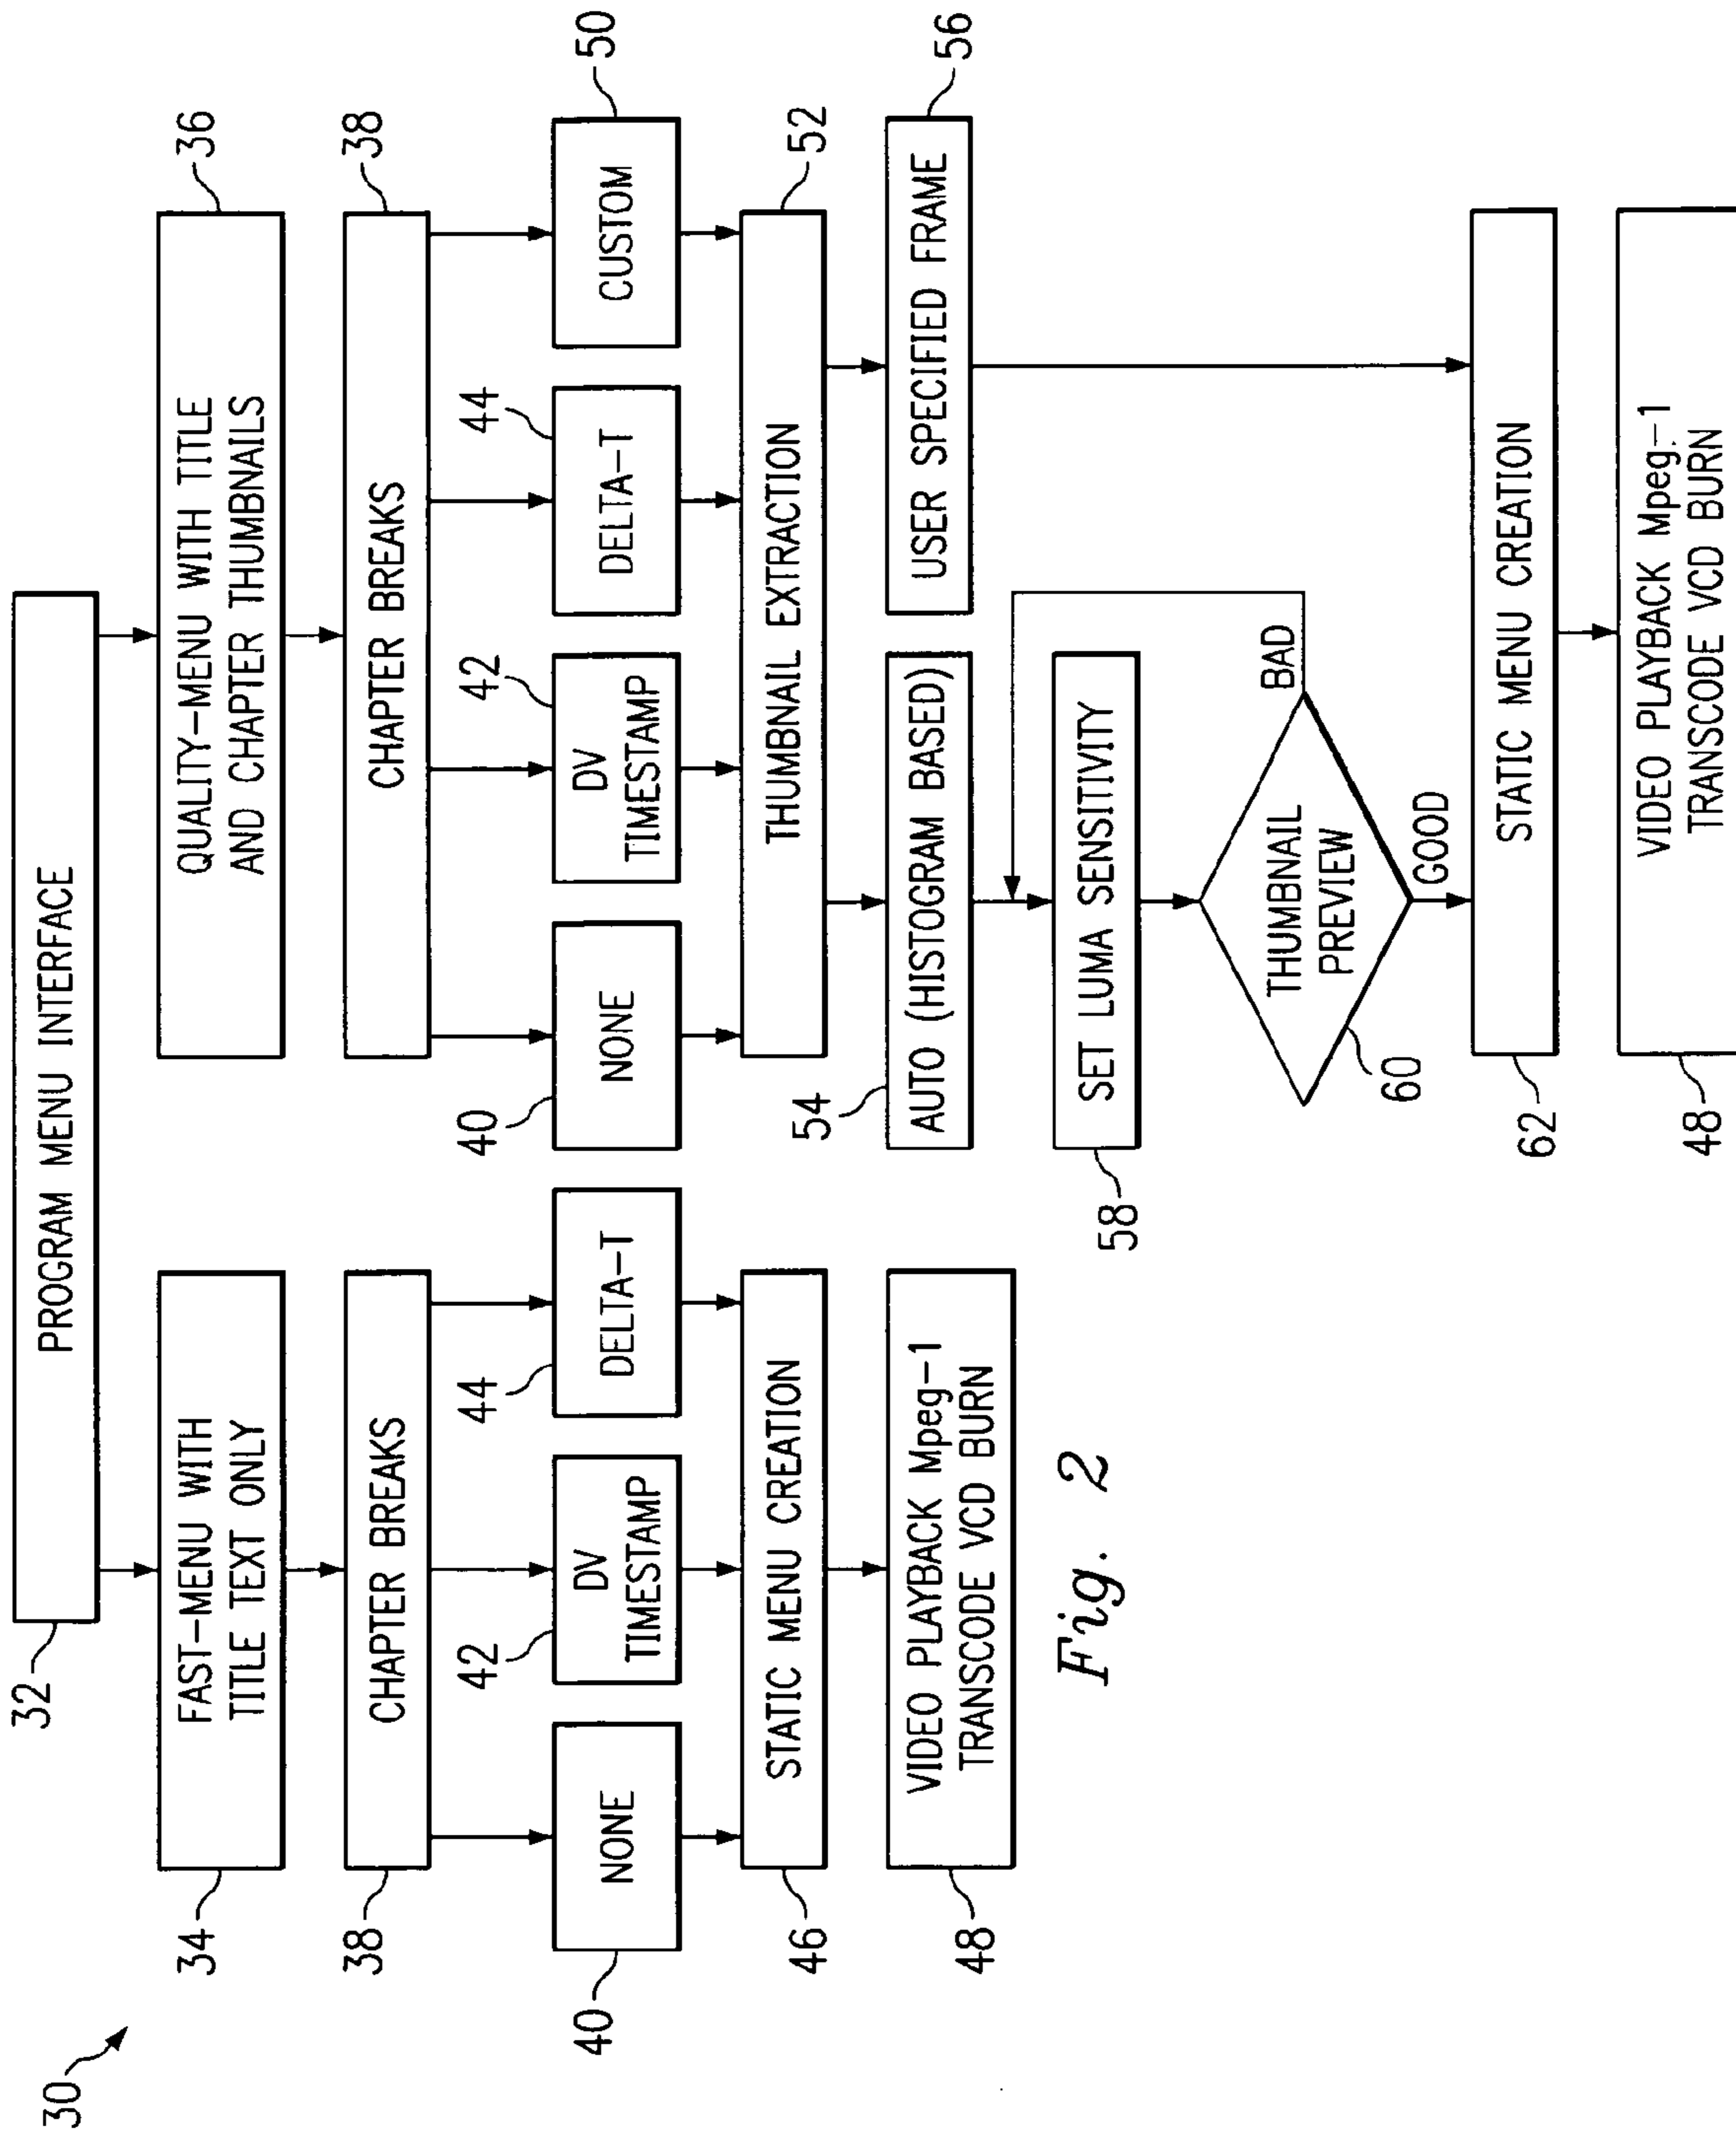 30
32
PROGRAM MENU INTERFACE
34
FAST-MENU WITH
TITLE TEXT ONLY
QUALITY-MENU WITH TITLE
AND CHAPTER THUMBNAILS
36
38
CHAPTER BREAKS
CHAPTER BREAKS
38
40
NONE
42
DV
TIMESTAMP
44
DELTA-T
40
NONE
42
DV
TIMESTAMP
44
DELTA-T
CUSTOM
50
46
STATIC MENU CREATION
THUMBNAIL EXTRACTION
52
48
VIDEO PLAYBACK Mpeg-1
TRANSCODE VCD BURN
54
AUTO (HISTOGRAM BASED)
USER SPECIFIED FRAME
56
58
SET LUMA SENSITIVITY
THUMBNAIL
PREVIEW
60
BAD
GOOD
62
STATIC MENU CREATION
48
VIDEO PLAYBACK Mpeg-1
TRANSCODE VCD BURN
Fig. 2